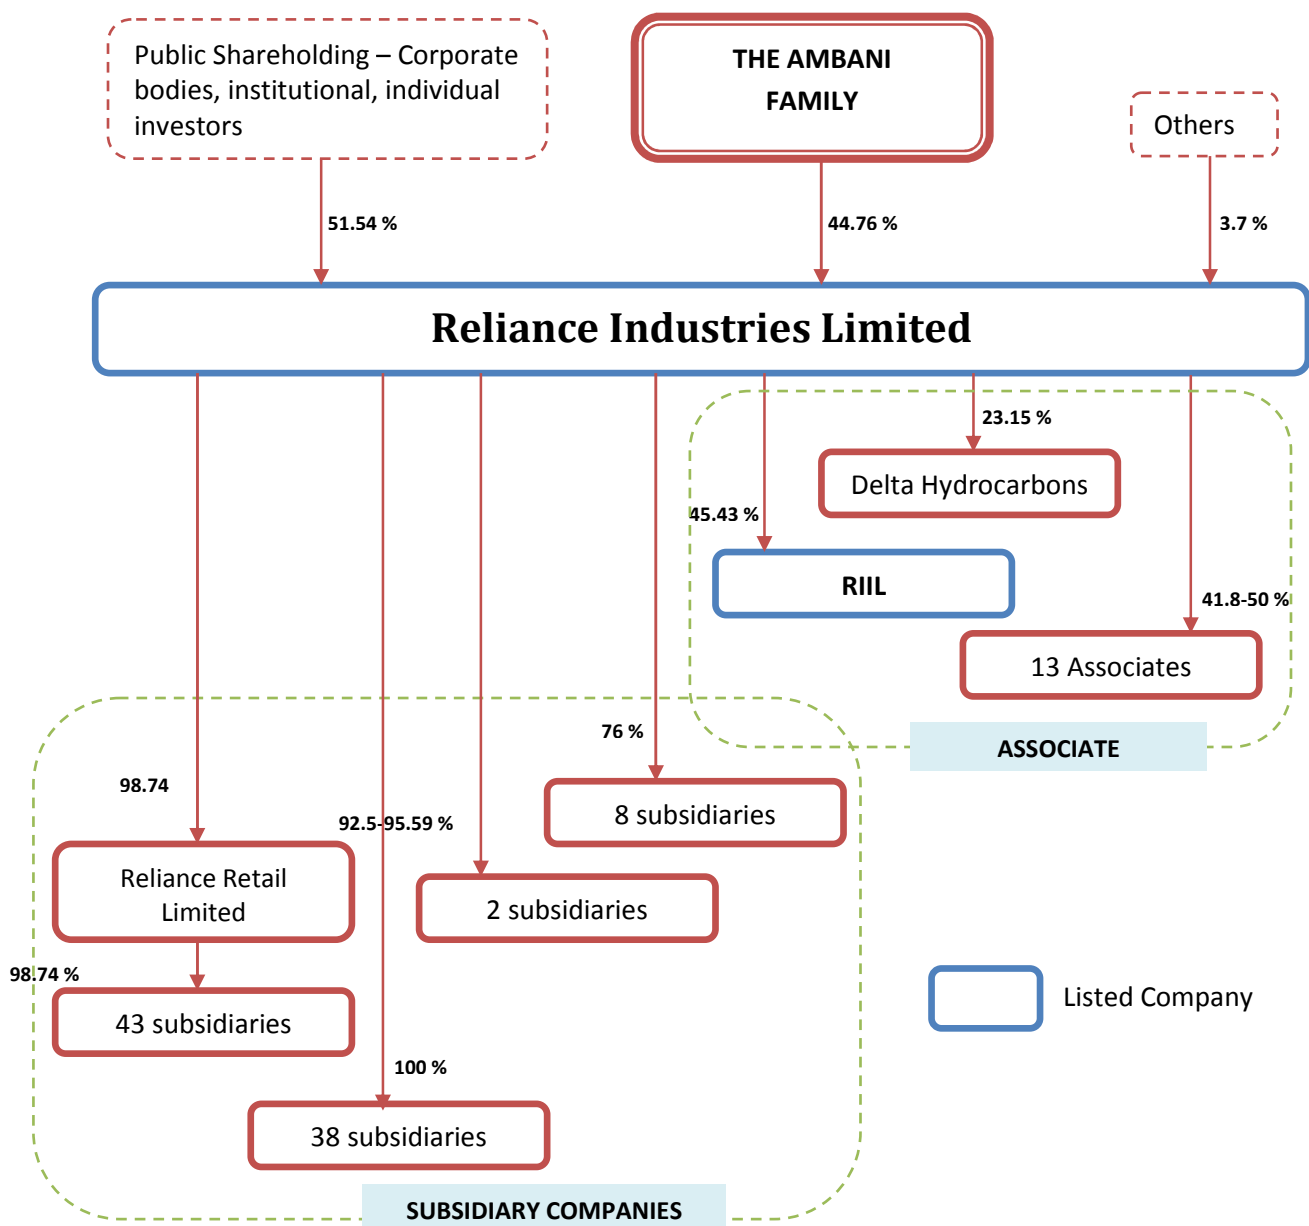 Public Shareholding – Corporate
bodies, institutional, individual
investors
THE AMBANI
FAMILY
Others
51.54 %
44.76 %
3.7 %
Reliance Industries Limited
23.15 %
Delta Hydrocarbons
45.43 %
RIIL
41.8-50 %
13 Associates
ASSOCIATE
76 %
8 subsidiaries
98.74
92.5-95.59 %
Reliance Retail
Limited
2 subsidiaries
98.74 %
43 subsidiaries
Listed Company
100 %
38 subsidiaries
SUBSIDIARY COMPANIES